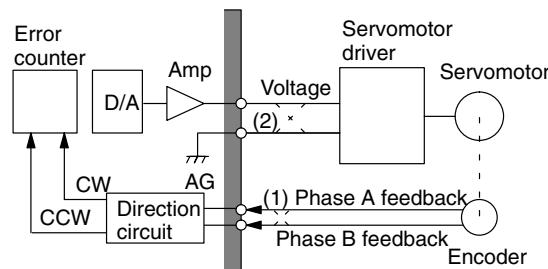 Error
counter
D/A
Amp
Voltage
(2)
AG
Servomotor
driver
Servomotor
CW
CCW
Direction
circuit
(1) Phase A feedback
Phase B feedback
Encoder